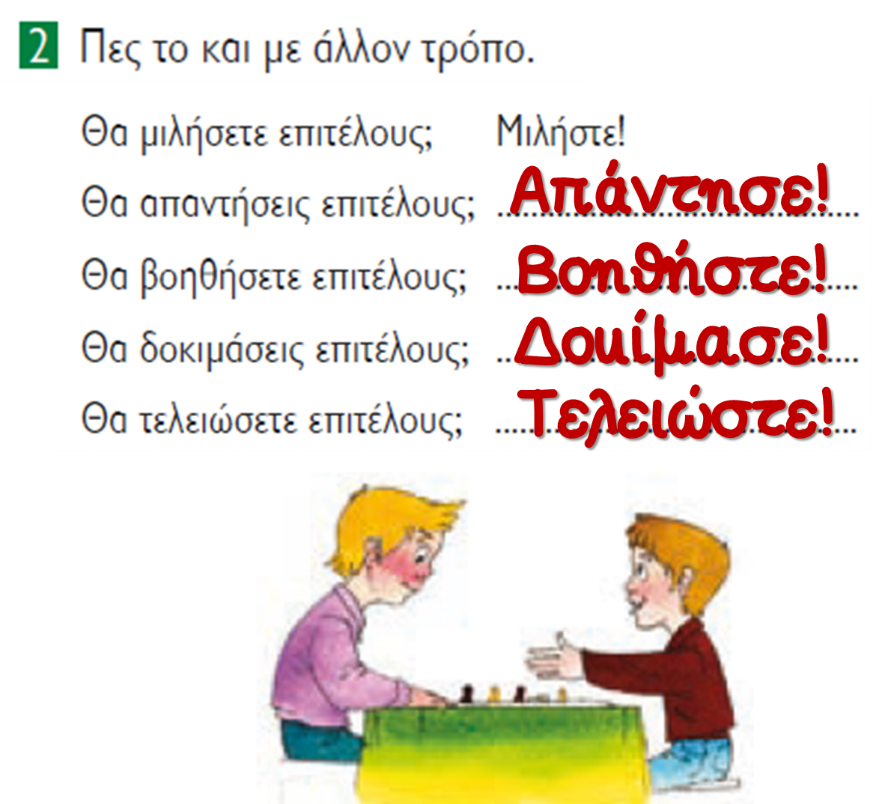 2 Πες το και με άλλον τρόπο.
Θα μιλήσετε επιτέλους; Μιλήστε!
Θα απαντήσεις επιτέλους; Απάντησε!
Θα βοηθήσετε επιτέλους; Βοηθήστε!
Θα δοκιμάσεις επιτέλους; Δοκίμασε!
Θα τελειώσετε επιτέλους; Τελειώστε!